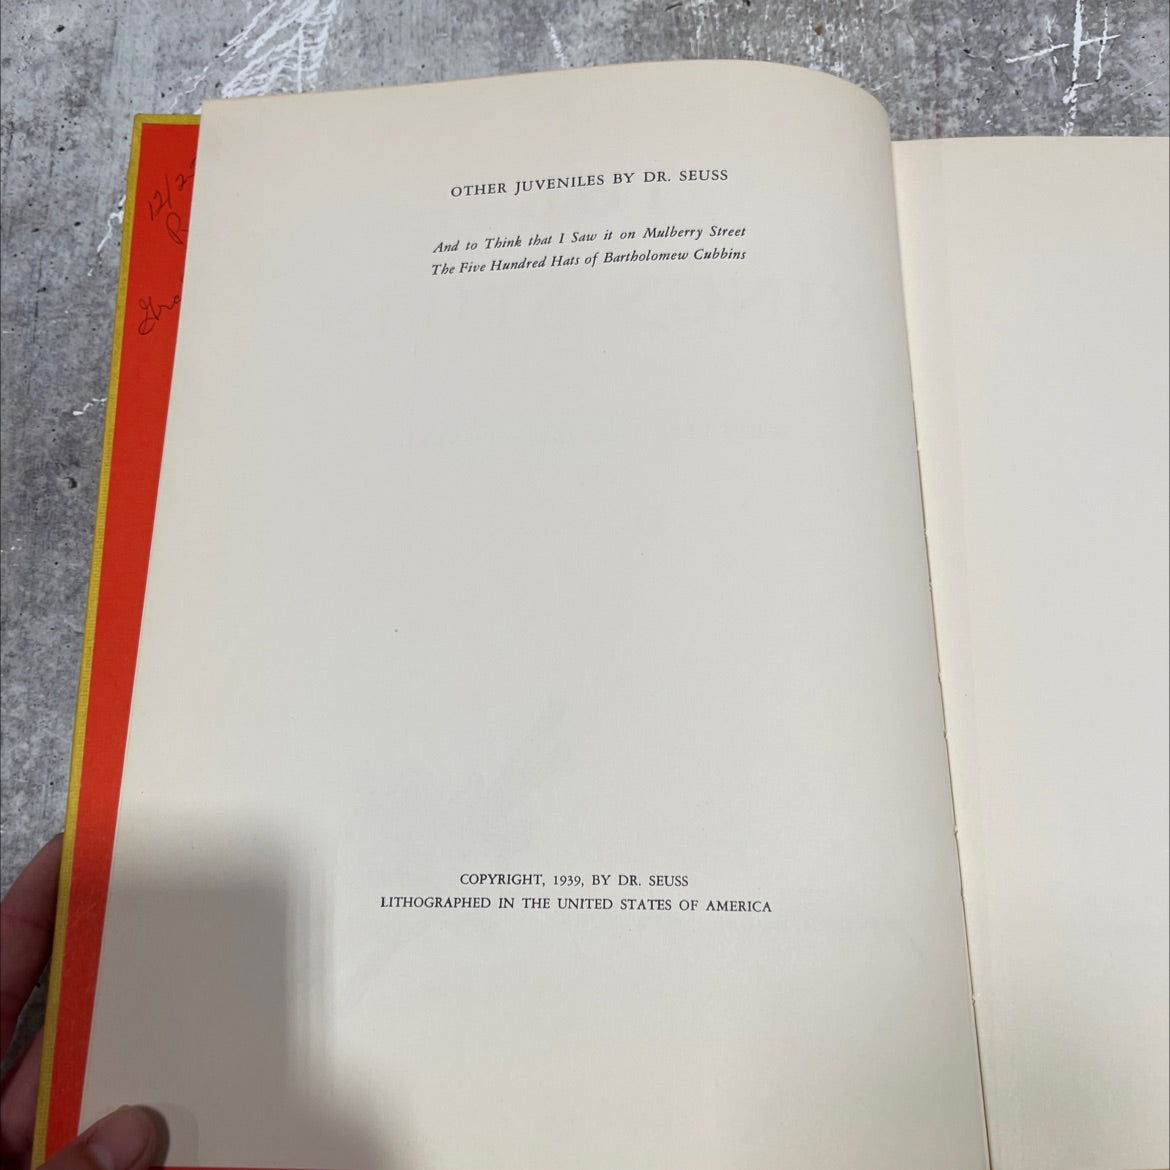 OTHER JUVENILES BY DR. SEUSS
And to Think that I Saw it on Mulberry Street
The Five Hundred Hats of Bartholomew Cubbins
COPYRIGHT, 1939, BY DR. SEUSS
LITHOGRAPHED IN THE UNITED STATES OF AMERICA